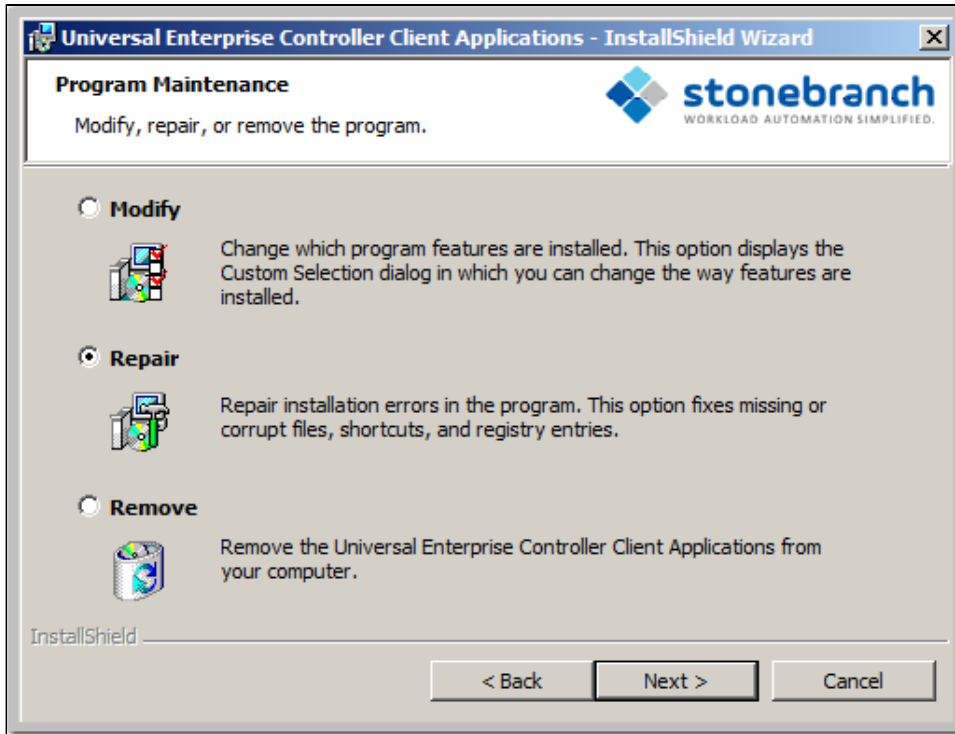 Universal Enterprise Controller Client Applications - InstallShield Wizard
Program Maintenance
Modify, repair, or remove the program.
stonebranch
WORKLOAD AUTOMATION SIMPLIFIED.
Modify
Change which program features are installed. This option displays the
Custom Selection dialog in which you can change the way features are
installed.
Repair
Repair installation errors in the program. This option fixes missing or
corrupt files, shortcuts, and registry entries.
Remove
Remove the Universal Enterprise Controller Client Applications from
your computer.
InstallShield
< Back
Next >
Cancel